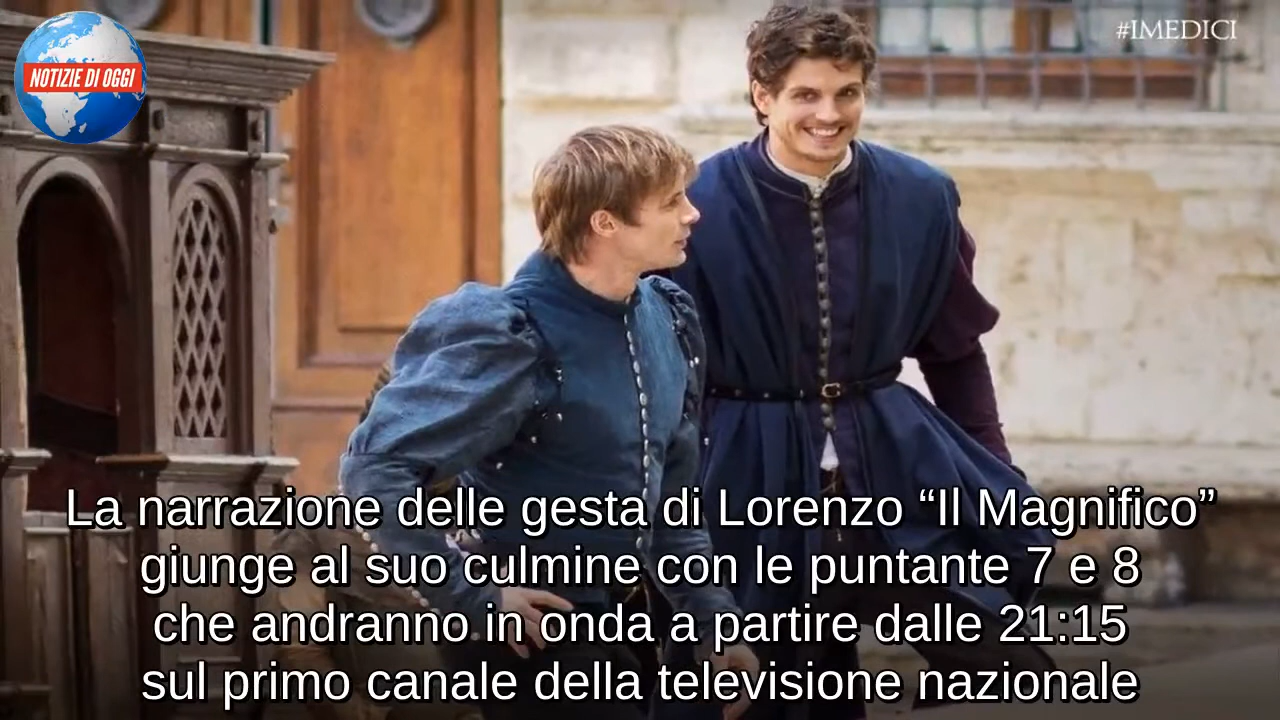 #IMEDICI
NOTIZIE DI OGGI
La narrazione delle gesta di Lorenzo “Il Magnifico”
giunge al suo culmine con le puntante 7 e 8
che andranno in onda a partire dalle 21:15
sul primo canale della televisione nazionale